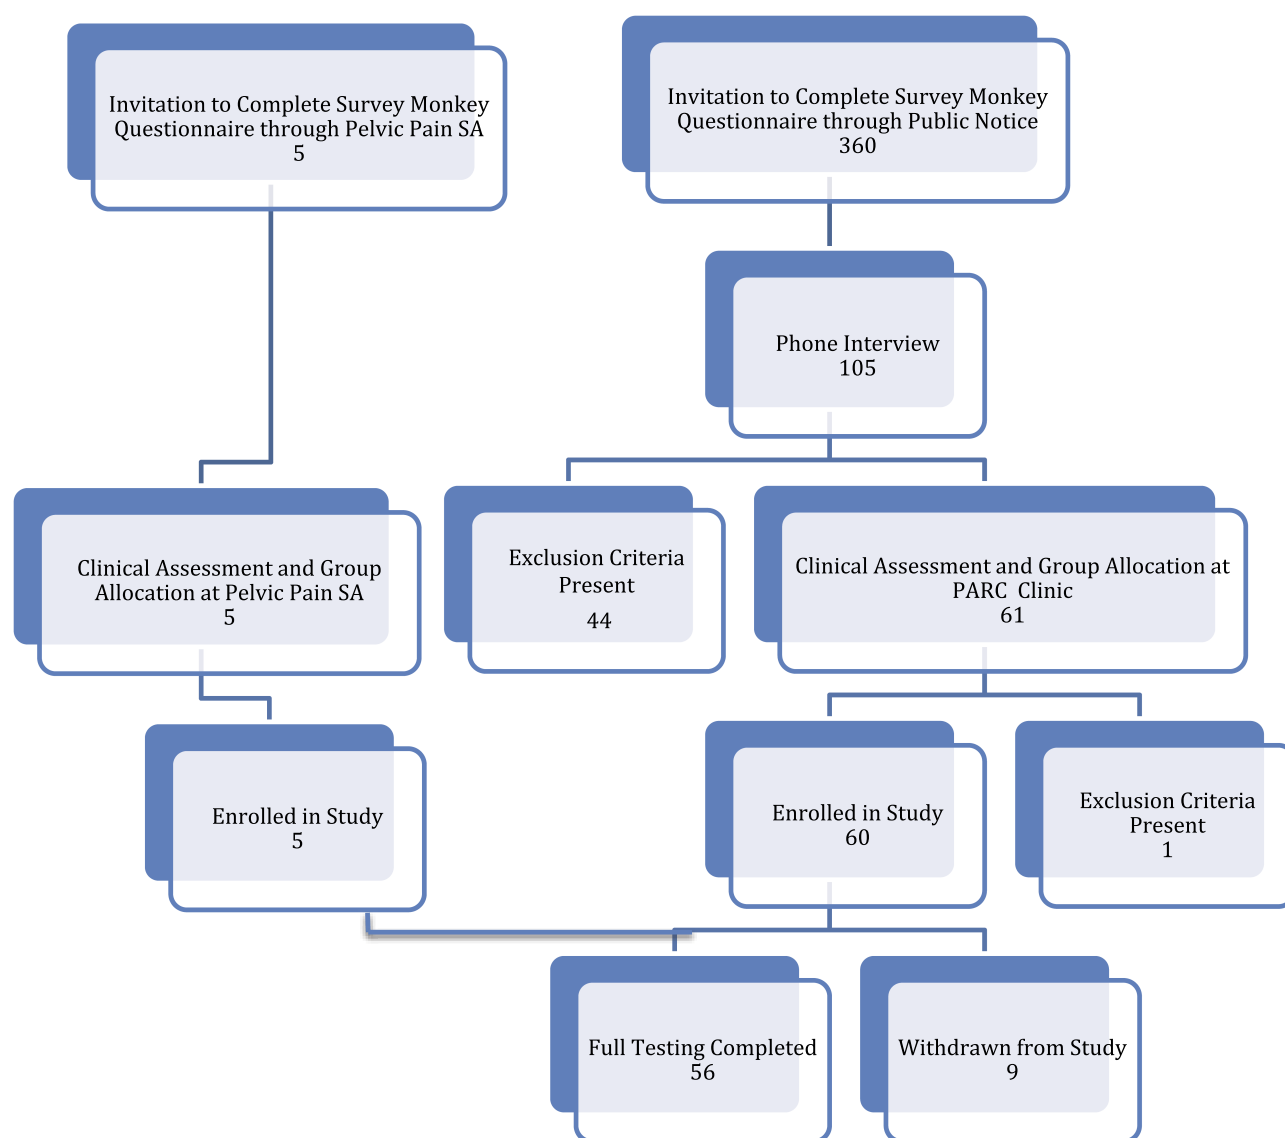 Invitation to Complete Survey Monkey
Questionnaire through Pelvic Pain SA
5
Invitation to Complete Survey Monkey
Questionnaire through Public Notice
360
Phone Interview
105
Clinical Assessment and Group
Allocation at Pelvic Pain SA
5
Exclusion Criteria
Present
44
Clinical Assessment and Group Allocation at
PARC Clinic
61
Enrolled in Study
5
Enrolled in Study
60
Exclusion Criteria
Present
1
Full Testing Completed
56
Withdrawn from Study
9